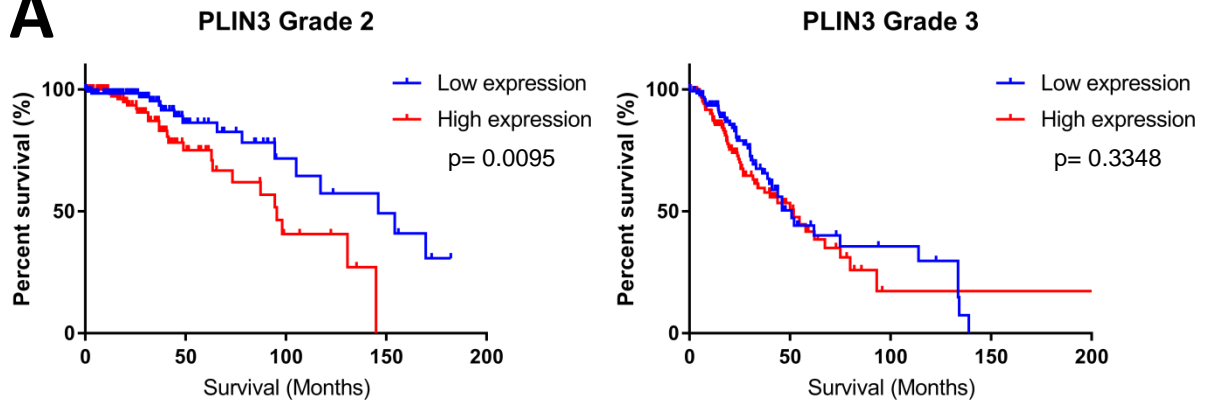 A
PLIN3 Grade 2
Percent survival (%)
100
50
0
0 50 100 150 200
Survival (Months)
Low expression
High expression
p= 0.0095
PLIN3 Grade 3
Percent survival (%)
100
50
0
0 50 100 150 200
Survival (Months)
Low expression
High expression
p= 0.3348